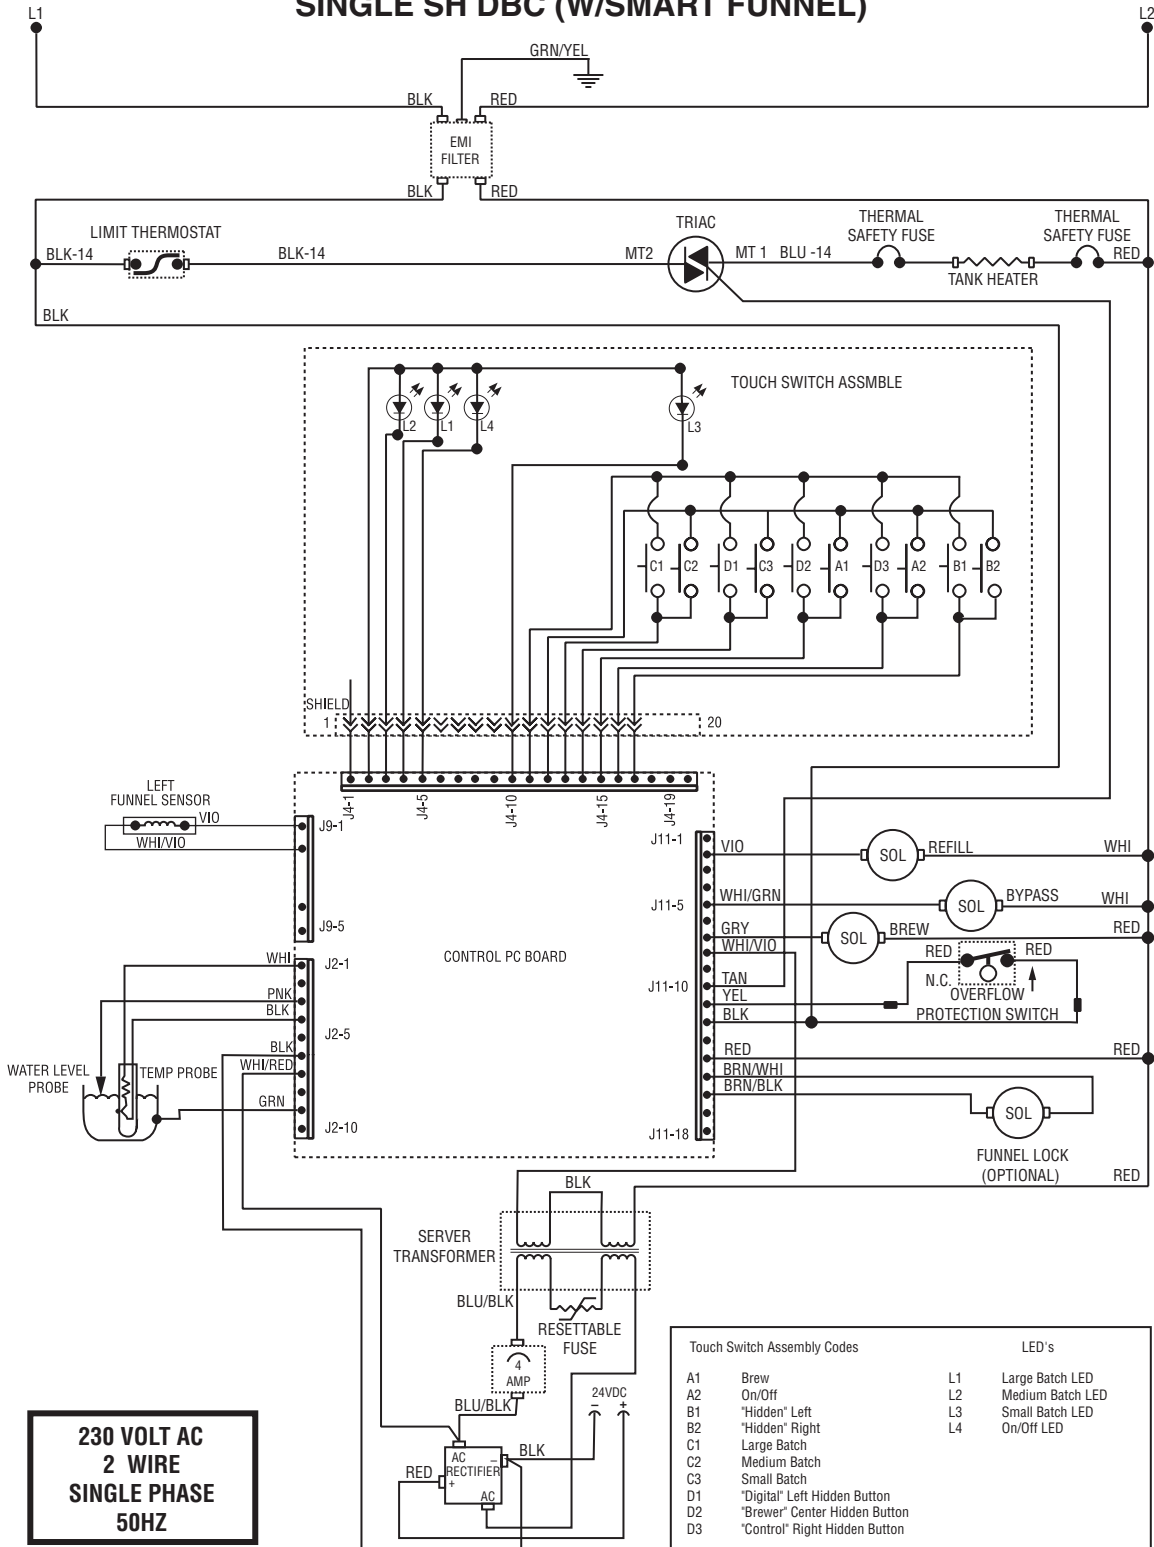 SINGLE SH DBC (W/SMART FUNNEL)
L1
L2
GRN/YEL
BLK
RED
EMI
FILTER
BLK
RED
LIMIT THERMOSTAT
BLK-14
BLK-14
MT2
TRIAC
MT 1
BLU -14
THERMAL
SAFETY FUSE
TANK HEATER
THERMAL
SAFETY FUSE
RED
BLK
TOUCH SWITCH ASSMBLE
L2
L1
L4
L3
C1
C2
D1
C3
D2
A1
D3
A2
B1
B2
SHIELD
1
20
J4-1
J4-5
J4-10
J4-15
J4-19
LEFT
FUNNEL SENSOR
VIO
WHI/VIO
J9-1
J9-5
CONTROL PC BOARD
WHI
J2-1
PNK
BLK
J2-5
BLK
WHI/RED
GRN
J2-10
WATER LEVEL
PROBE
TEMP PROBE
J11-1
VIO
SOL
REFILL
WHI
J11-5
WHI/GRN
SOL
BYPASS
WHI
GRY
SOL
BREW
RED
WHI/VIO
RED
RED
N.C.
OVERFLOW
PROTECTION SWITCH
J11-10
TAN
YEL
BLK
RED
RED
BRN/WHI
BRN/BLK
SOL
J11-18
FUNNEL LOCK
(OPTIONAL)
RED
BLK
SERVER
TRANSFORMER
BLU/BLK
RESETTABLE
FUSE
4
AMP
BLU/BLK
24VDC
- +
BLK
RED
AC
-
RECTIFIER
+
AC
230 VOLT AC
2 WIRE
SINGLE PHASE
50HZ
Touch Switch Assembly Codes LED's
A1 Brew L1 Large Batch LED
A2 On/Off L2 Medium Batch LED
B1 "Hidden" Left L3 Small Batch LED
B2 "Hidden" Right L4 On/Off LED
C1 Large Batch
C2 Medium Batch
C3 Small Batch
D1 "Digital" Left Hidden Button
D2 "Brewer" Center Hidden Button
D3 "Control" Right Hidden Button